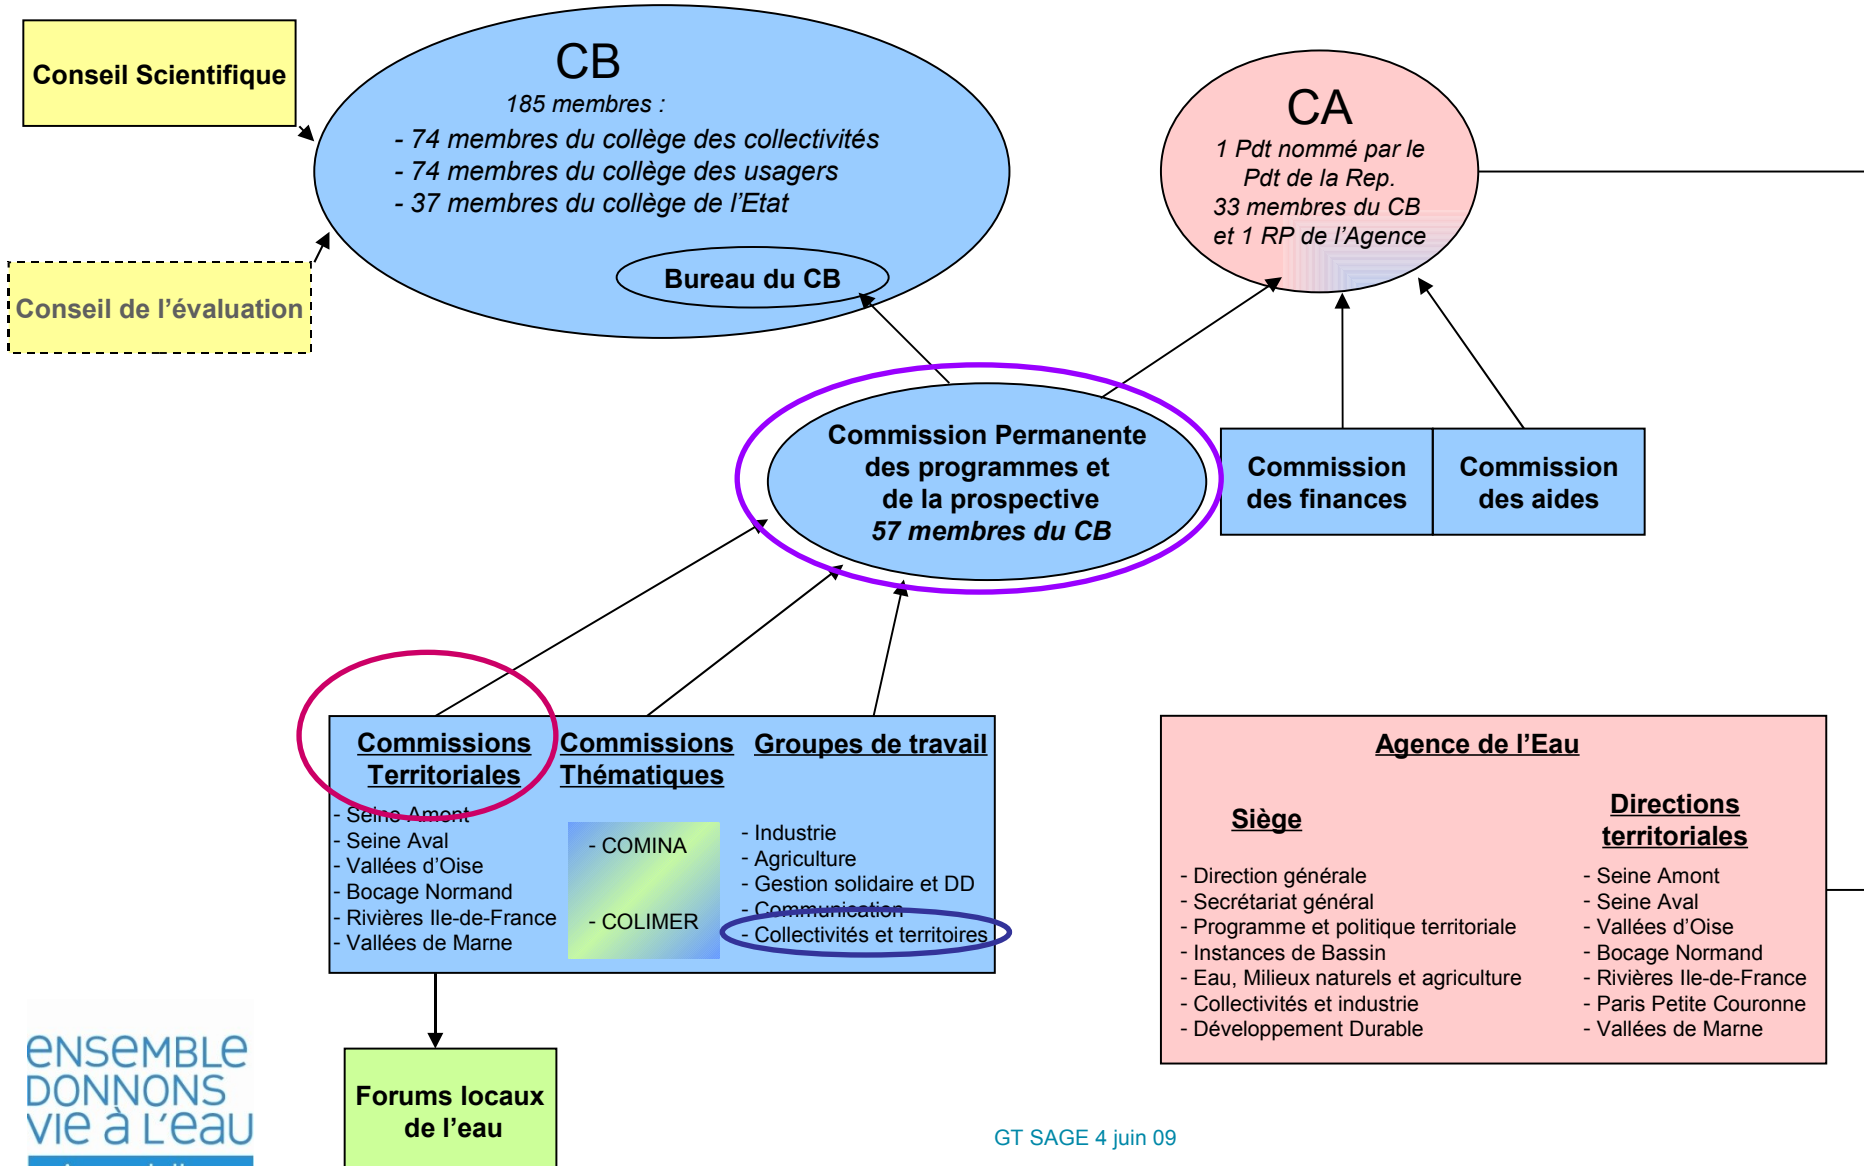 Conseil Scientifique
Conseil de l'évaluation
CB
185 membres :
- 74 membres du collège des collectivités
- 74 membres du collège des usagers
- 37 membres du collège de l'Etat
Bureau du CB
CA
1 Pdt nommé par le
Pdt de la Rep.
33 membres du CB
et 1 RP de l'Agence
Commission Permanente
des programmes et
de la prospective
57 membres du CB
Commission
des finances
Commission
des aides
Commissions
Territoriales
- Seine Amont
- Seine Aval
- Vallées d'Oise
- Bocage Normand
- Rivières Ile-de-France
- Vallées de Marne
Commissions
Thématiques
- COMINA
- COLIMER
Groupes de travail
- Industrie
- Agriculture
- Gestion solidaire et DD
- Communication
- Collectivités et territoires
Agence de l'Eau
Siège
- Direction générale
- Secrétariat général
- Programme et politique territoriale
- Instances de Bassin
- Eau, Milieux naturels et agriculture
- Collectivités et industrie
- Développement Durable
Directions
territoriales
- Seine Amont
- Seine Aval
- Vallées d'Oise
- Bocage Normand
- Rivières Ile-de-France
- Paris Petite Couronne
- Vallées de Marne
Forums locaux
de l'eau
eNSeMBLe
DONNONS
Vie à L'eau
GT SAGE 4 juin 09